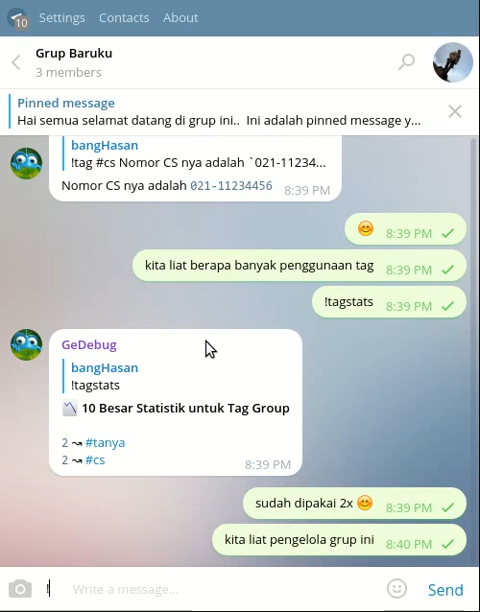 10 Settings Contacts About
Grup Baruku
3 members
Pinned message
Hai semua selamat datang di grup ini.. Ini adalah pinned message y...
bangHasan
!tag #cs Nomor CS nya adalah `021-11234...
Nomor CS nya adalah 021-11234456 8:39 PM
😊 8:39 PM
kita liat berapa banyak penggunaan tag 8:39 PM
!tagstats 8:39 PM
GeDebug
bangHasan
!tagstats
📉 10 Besar Statistik untuk Tag Group
2 ↝ #tanya
2 ↝ #cs
8:39 PM
sudah dipakai 2x 😊 8:39 PM
kita liat pengelola grup ini 8:40 PM
! Write a message... Send